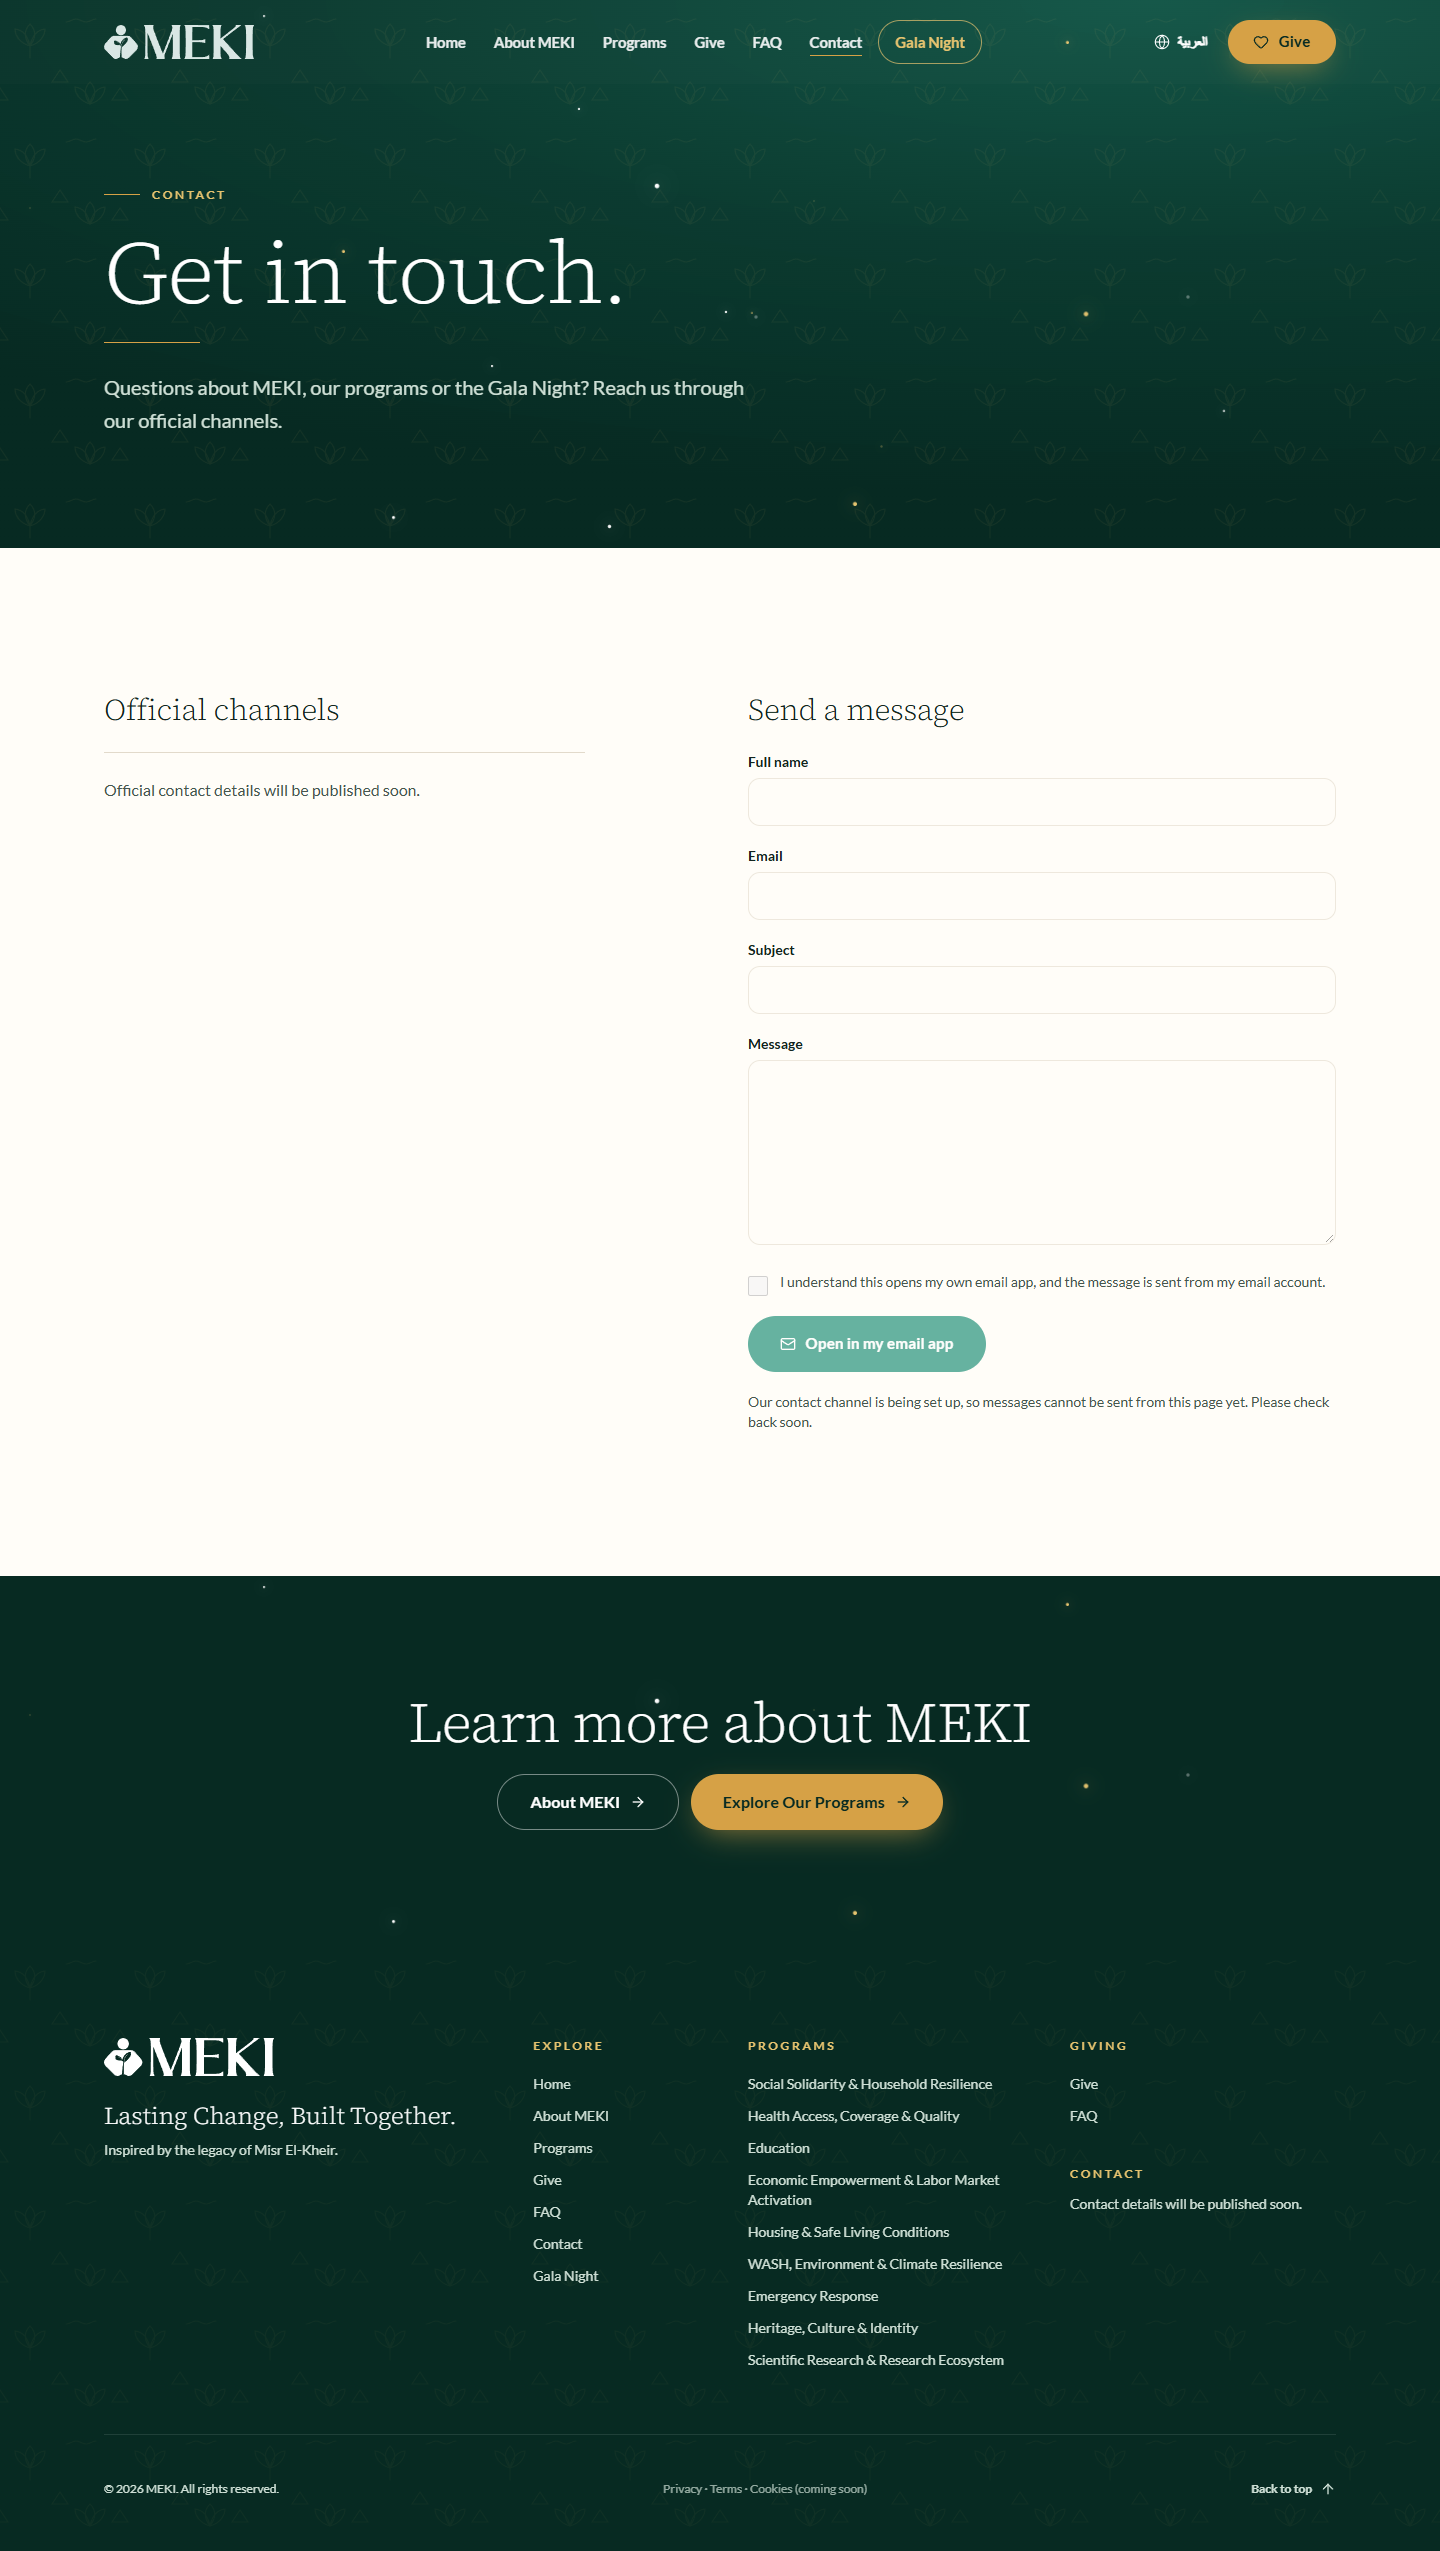 MEKI
Home
About MEKI
Programs
Give
FAQ
Contact
Gala Night
العربية
Give
CONTACT
Get in touch.
Questions about MEKI, our programs or the Gala Night? Reach us through
our official channels.
Official channels
Official contact details will be published soon.
Send a message
Full name
Email
Subject
Message
I understand this opens my own email app, and the message is sent from my email account.
Open in my email app
Our contact channel is being set up, so messages cannot be sent from this page yet. Please check
back soon.
Learn more about MEKI
About MEKI
Explore Our Programs
MEKI
Lasting Change, Built Together.
Inspired by the legacy of Misr El-Kheir.
EXPLORE
Home
About MEKI
Programs
Give
FAQ
Contact
Gala Night
PROGRAMS
Social Solidarity & Household Resilience
Health Access, Coverage & Quality
Education
Economic Empowerment & Labor Market
Activation
Housing & Safe Living Conditions
WASH, Environment & Climate Resilience
Emergency Response
Heritage, Culture & Identity
Scientific Research & Research Ecosystem
GIVING
Give
FAQ
CONTACT
Contact details will be published soon.
© 2026 MEKI. All rights reserved.
Privacy · Terms · Cookies (coming soon)
Back to top